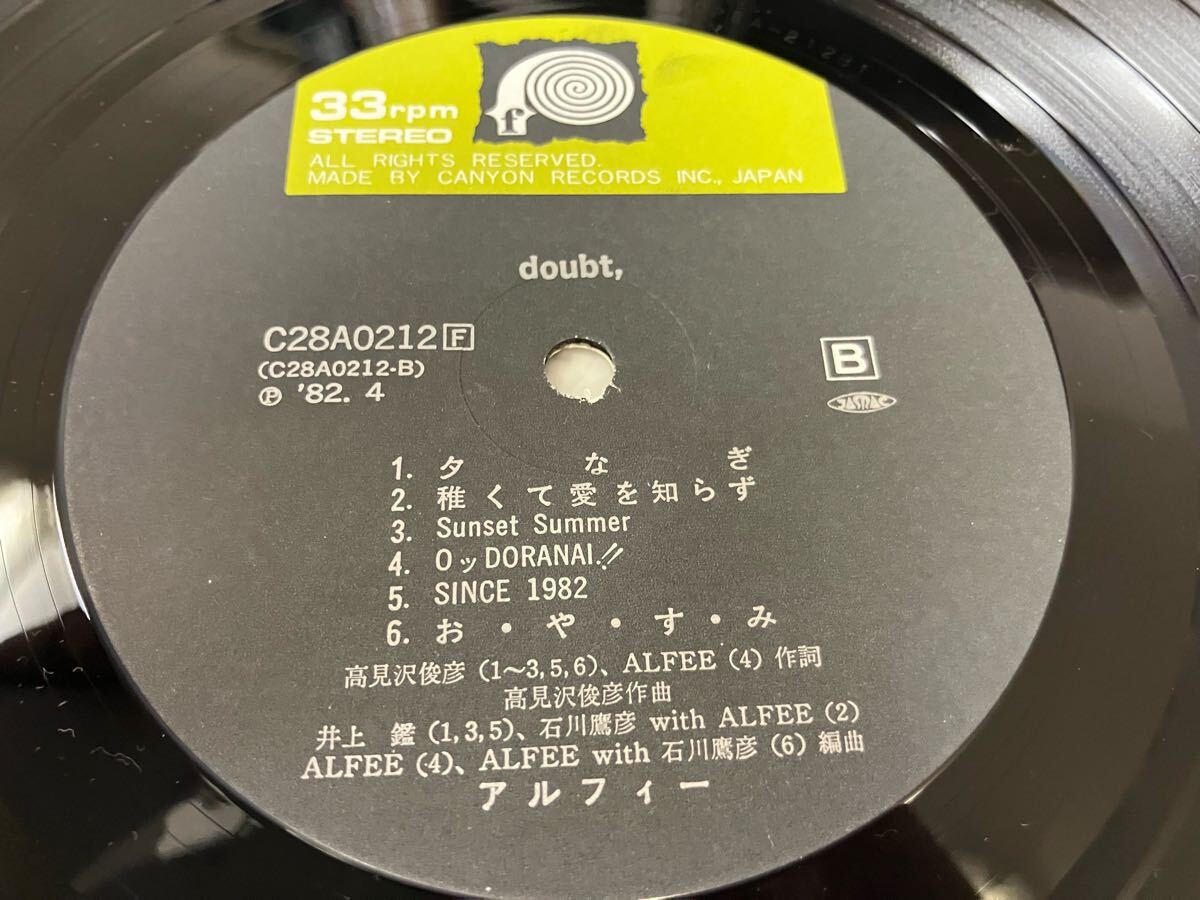 33rpm
STEREO
f
ALL RIGHTS RESERVED.
MADE BY CANYON RECORDS INC., JAPAN
doubt,
C28A0212 F
(C28A0212-B)
Ⓟ '82. 4
B
JASRAC
1. 夕なぎ
2. 稚くて愛を知らず
3. Sunset Summer
4. OッDORANAI.!!
5. SINCE 1982
6. お・や・す・み
高見沢俊彦 (1〜3,5,6)、ALFEE (4) 作詞
高見沢俊彦作曲
井上 鑑 (1,3,5)、石川鷹彦 with ALFEE (2)
ALFEE (4)、ALFEE with 石川鷹彦 (6) 編曲
アルフィー